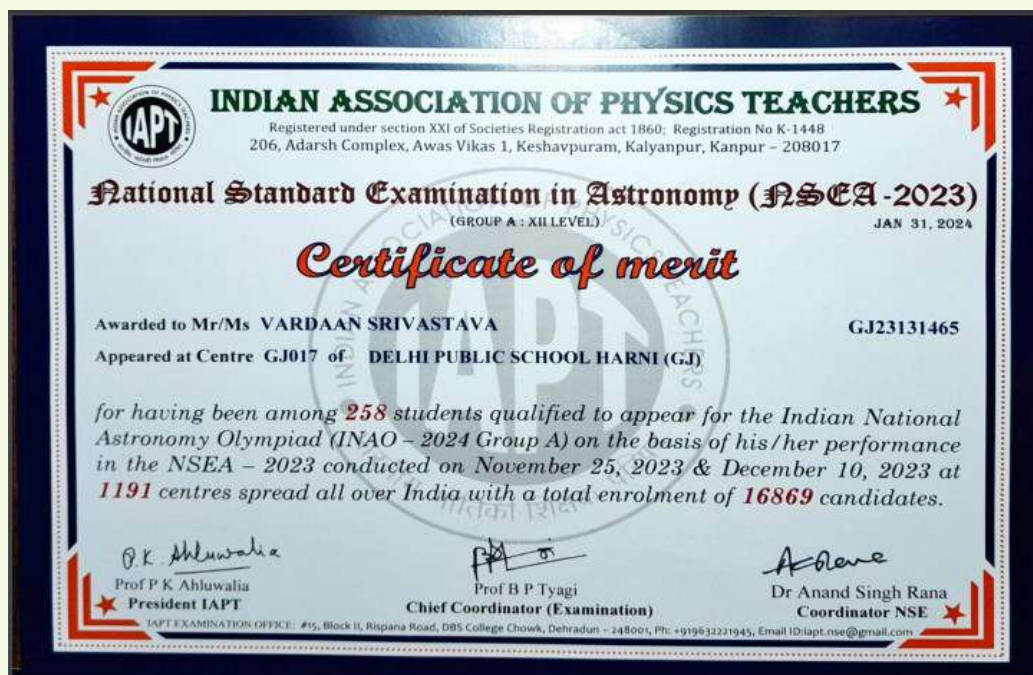 INDIAN ASSOCIATION OF PHYSICS TEACHERS
Registered under section XXI of Societies Registration act 1860; Registration No K-1448
206, Adarsh Complex, Awas Vikas 1, Keshavpuram, Kalyanpur, Kanpur – 208017
IAPT
National Standard Examination in Astronomy (NSEA-2023)
(GROUP A : XII LEVEL)
JAN 31, 2024
Certificate of merit
Awarded to Mr/Ms VARDAAN SRIVASTAVA GJ23131465
Appeared at Centre GJ017 of DELHI PUBLIC SCHOOL HARNI (GJ)
for having been among 258 students qualified to appear for the Indian National
Astronomy Olympiad (INAO – 2024 Group A) on the basis of his/her performance
in the NSEA – 2023 conducted on November 25, 2023 & December 10, 2023 at
1191 centres spread all over India with a total enrolment of 16869 candidates.
P.K. Ahluwalia
Prof P K Ahluwalia
President IAPT
Prof B P Tyagi
Chief Coordinator (Examination)
Dr Anand Singh Rana
Coordinator NSE
IAPT EXAMINATION OFFICE: #15, Block II, Rispana Road, DBS College Chowk, Dehradun – 248001, Ph: +919632221945, Email ID:iapt.nse@gmail.com